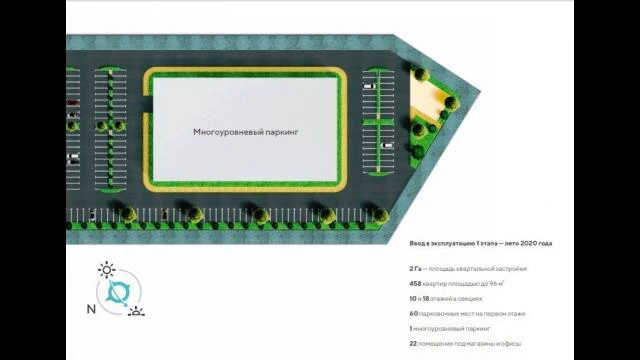 Многоуровневый паркинг
Ввод в эксплуатацию 1 этапа — лето 2020 года
2 Га — площадь квартальной застройки
458 квартир площадью до 96 м²
10 и 18 этажей в секциях
60 парковочных мест на первом этаже
1 многоуровневый паркинг
22 помещения под магазины и офисы
N